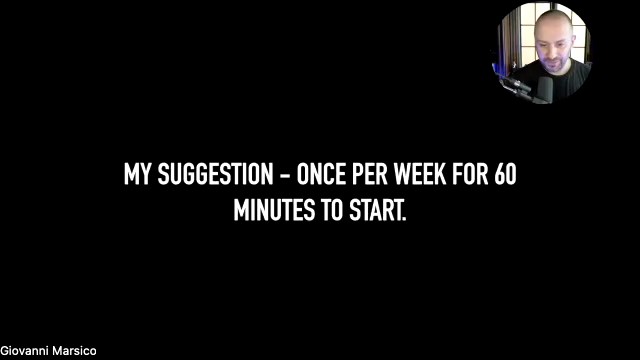 MY SUGGESTION - ONCE PER WEEK FOR 60
MINUTES TO START.
Giovanni Marsico